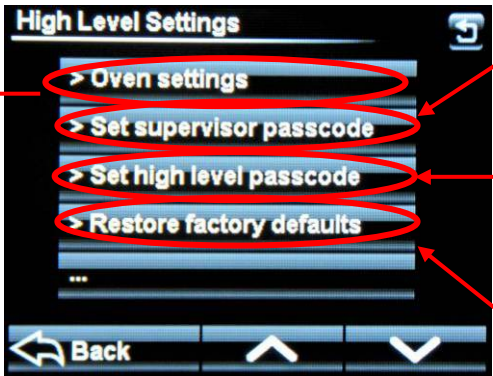 High Level Settings
> Oven settings
> Set supervisor passcode
> Set high level passcode
> Restore factory defaults
...
Back